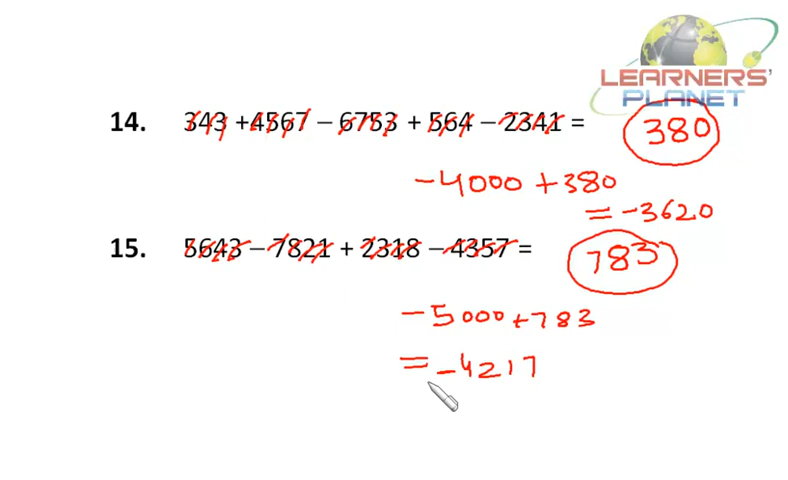 LEARNERS'
PLANET
14. 343 +4567 – 6753 + 564 – 2341 = 380
-4000 +380
= -3620
15. 5643 – 7821 + 2318 – 4357 = 783
-5000 +783
= -4217